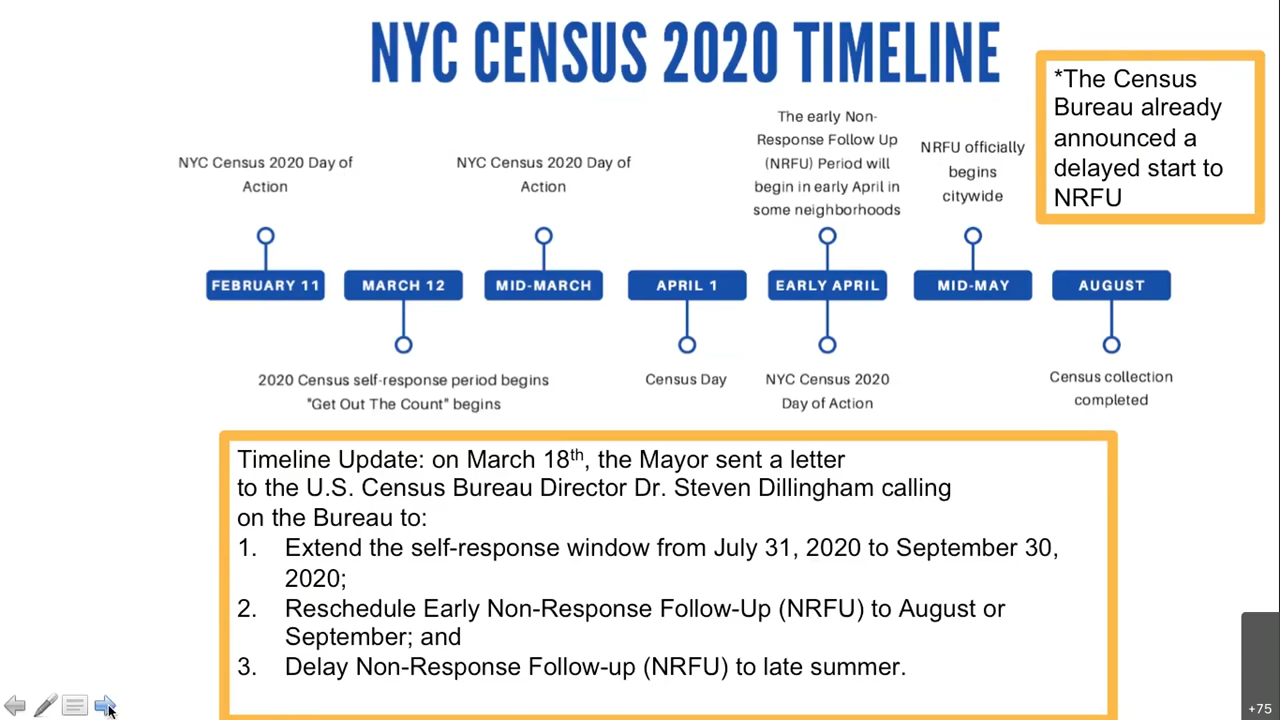 NYC CENSUS 2020 TIMELINE
*The Census
Bureau already
announced a
delayed start to
NRFU
NYC Census 2020 Day of
Action
NYC Census 2020 Day of
Action
The early Non-
Response Follow Up
(NRFU) Period will
begin in early April in
some neighborhoods
NRFU officially
begins
citywide
FEBRUARY 11
MARCH 12
MID-MARCH
APRIL 1
EARLY APRIL
MID-MAY
AUGUST
2020 Census self-response period begins
"Get Out The Count" begins
Census Day
NYC Census 2020
Day of Action
Census collection
completed
Timeline Update: on March 18th, the Mayor sent a letter
to the U.S. Census Bureau Director Dr. Steven Dillingham calling
on the Bureau to:
1. Extend the self-response window from July 31, 2020 to September 30,
2020;
2. Reschedule Early Non-Response Follow-Up (NRFU) to August or
September; and
3. Delay Non-Response Follow-up (NRFU) to late summer.
+75